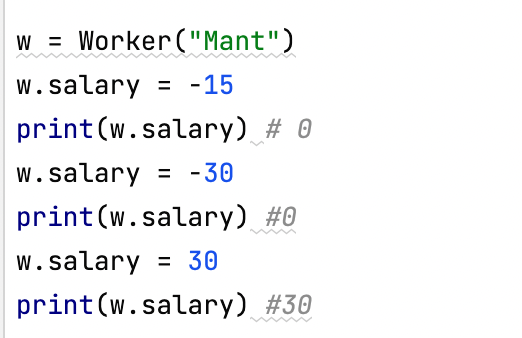 w = Worker("Mant")
w.salary = -15
print(w.salary) # 0
w.salary = -30
print(w.salary) #0
w.salary = 30
print(w.salary) #30